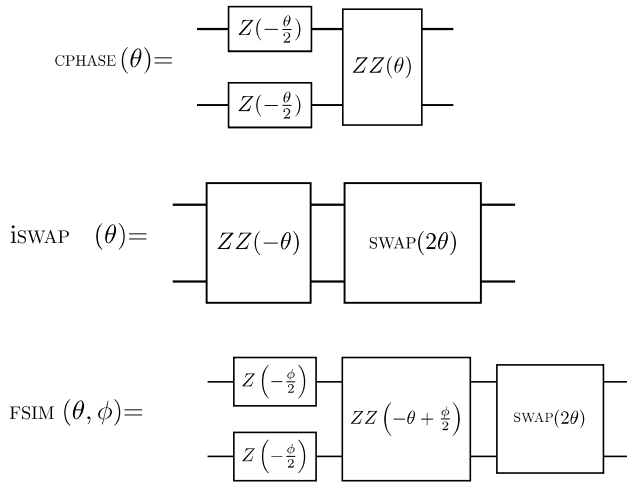 Z(−θ/2)
CPHASE(θ)=
ZZ(θ)
Z(−θ/2)
iSWAP (θ)=
ZZ(−θ)
SWAP(2θ)
Z(−ϕ/2)
FSIM (θ, ϕ)=
ZZ(−θ + ϕ/2)
SWAP(2θ)
Z(−ϕ/2)